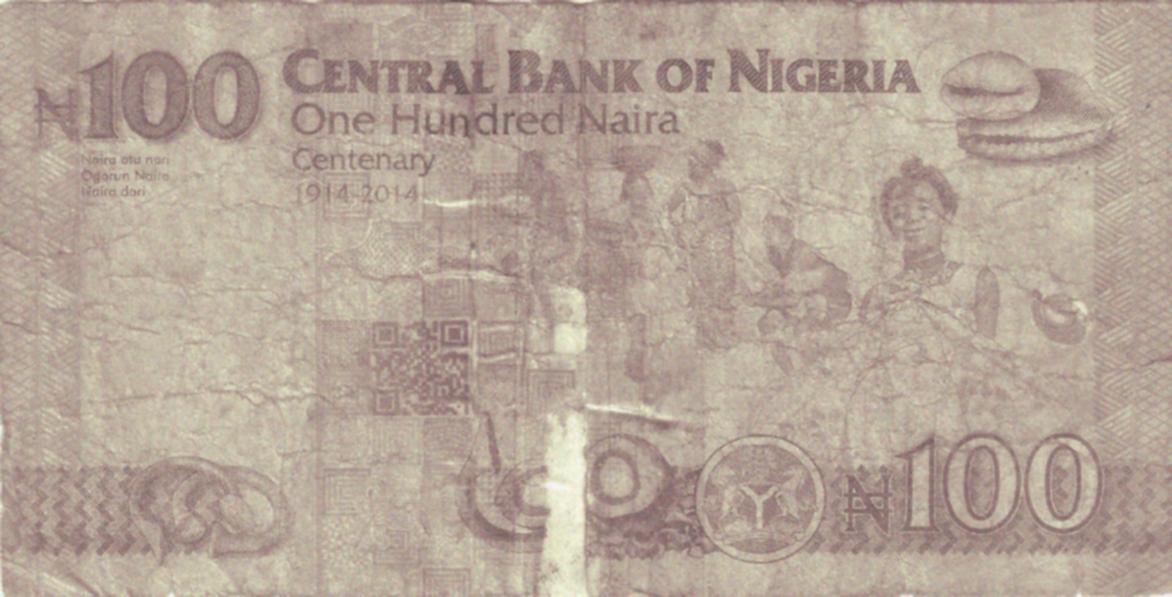 ₦100
CENTRAL BANK OF NIGERIA
One Hundred Naira
Centenary
1914-2014
Naira otu nari
Ogorun Naira
Naira dari
₦100